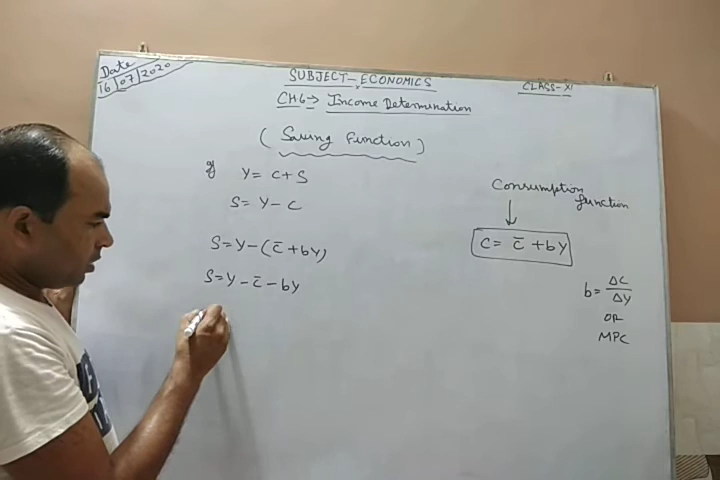 Date
16/07/2020
SUBJECT - ECONOMICS
CLASS - XI
CH6 -> Income Determination
( Saving Function )
If Y = C + S
S = Y - C
S = Y - ( c̄ + bY )
S = Y - c̄ - bY
Consumption function
↓
C = c̄ + bY
b = ΔC
ΔY
OR
MPC